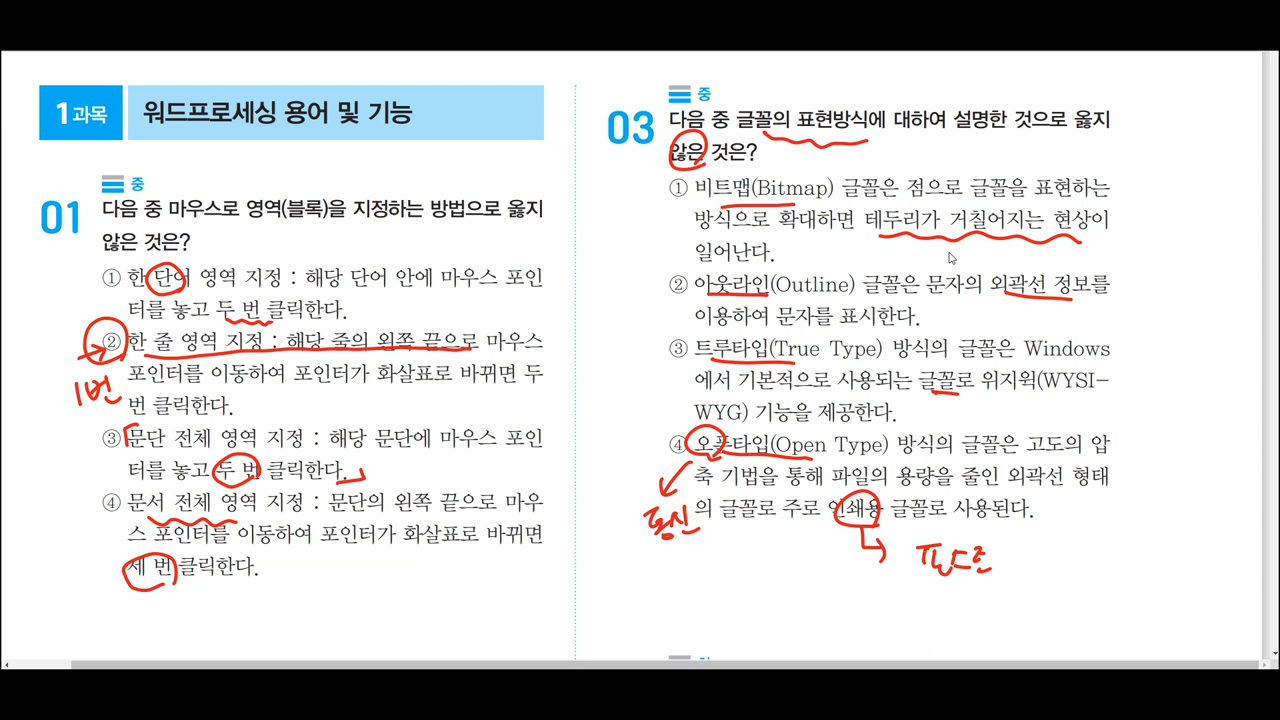 1과목 워드프로세싱 용어 및 기능
중
01 다음 중 마우스로 영역(블록)을 지정하는 방법으로 옳지
않은 것은?
① 한 단어 영역 지정 : 해당 단어 안에 마우스 포인
터를 놓고 두 번 클릭한다.
② 한 줄 영역 지정 : 해당 줄의 왼쪽 끝으로 마우스
포인터를 이동하여 포인터가 화살표로 바뀌면 두
번 클릭한다.
1번
③ 문단 전체 영역 지정 : 해당 문단에 마우스 포인
터를 놓고 두 번 클릭한다.
④ 문서 전체 영역 지정 : 문단의 왼쪽 끝으로 마우
스 포인터를 이동하여 포인터가 화살표로 바뀌면
세 번 클릭한다.
중
03 다음 중 글꼴의 표현방식에 대하여 설명한 것으로 옳지
않은 것은?
① 비트맵(Bitmap) 글꼴은 점으로 글꼴을 표현하는
방식으로 확대하면 테두리가 거칠어지는 현상이
일어난다.
② 아웃라인(Outline) 글꼴은 문자의 외곽선 정보를
이용하여 문자를 표시한다.
③ 트루타입(True Type) 방식의 글꼴은 Windows
에서 기본적으로 사용되는 글꼴로 위지윅(WYSI-
WYG) 기능을 제공한다.
④ 오픈타입(Open Type) 방식의 글꼴은 고도의 압
축 기법을 통해 파일의 용량을 줄인 외곽선 형태
의 글꼴로 주로 인쇄용 글꼴로 사용된다.
통신